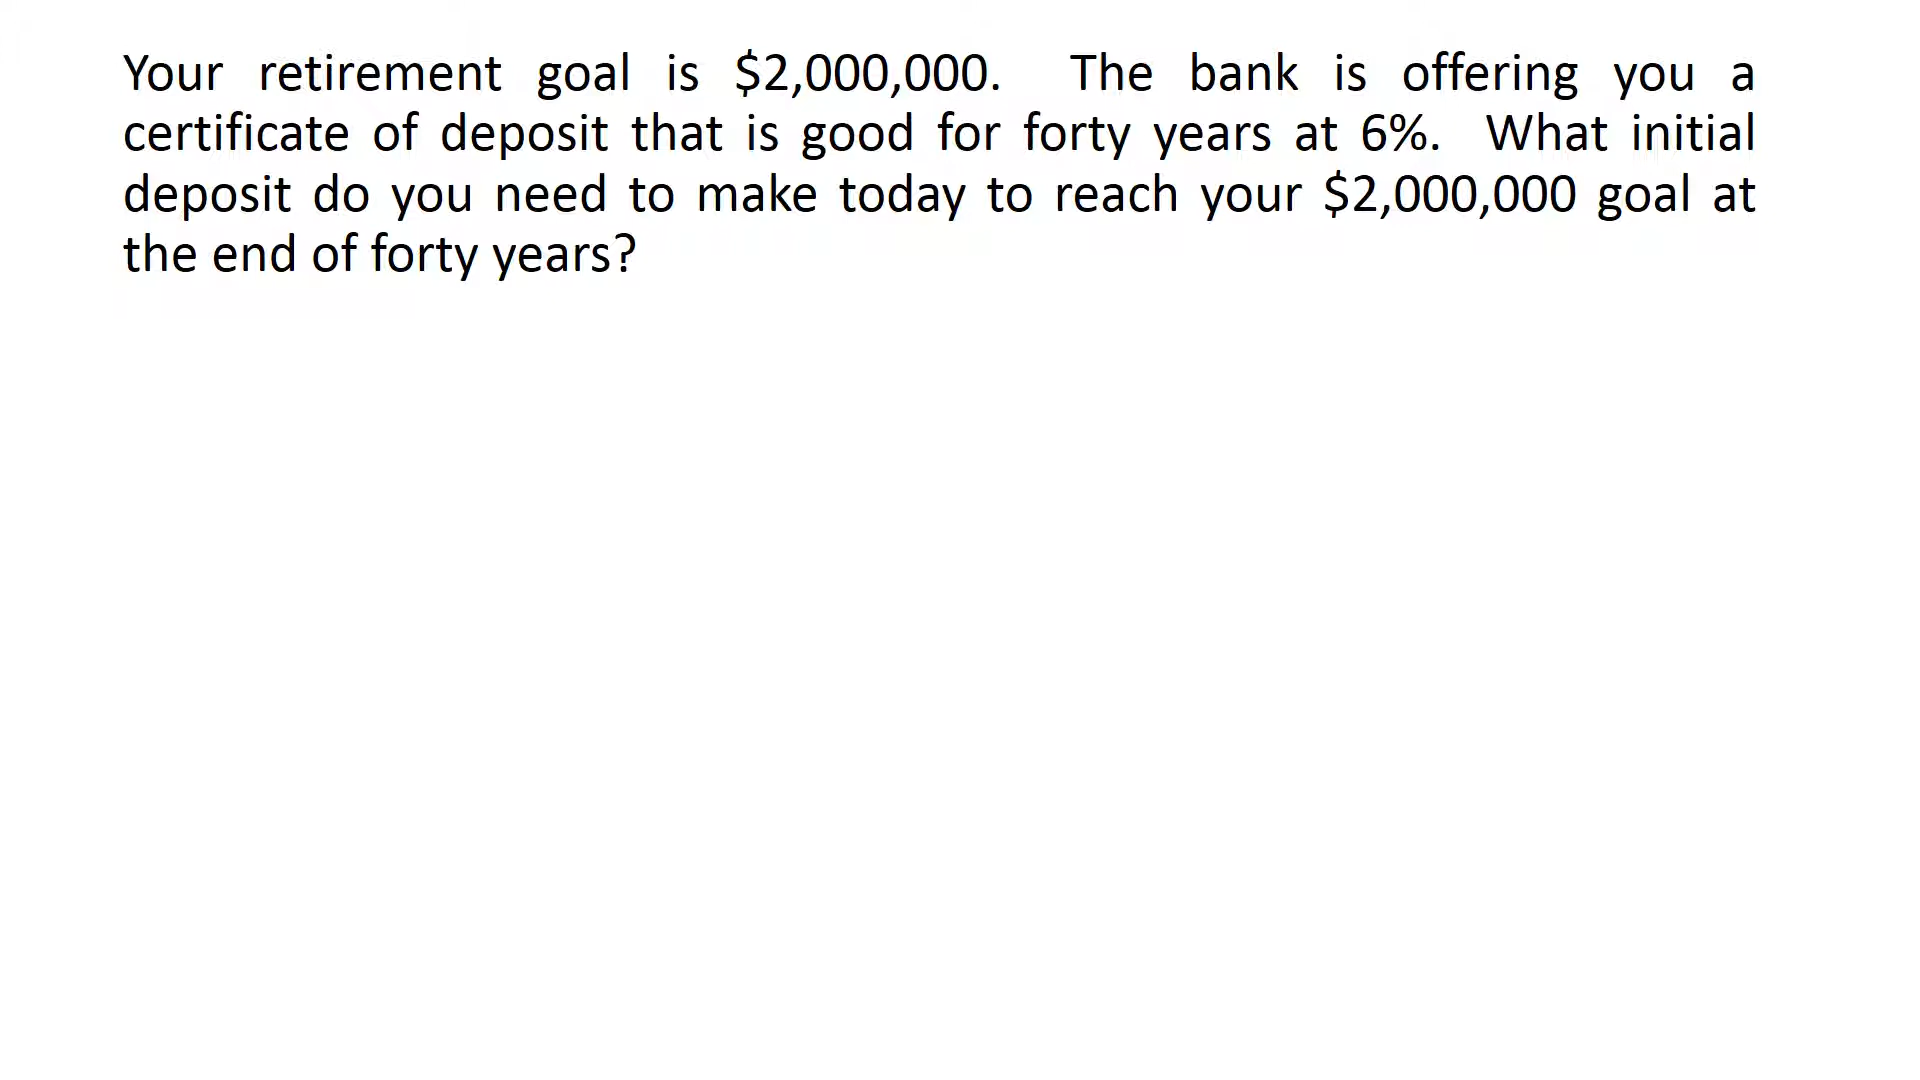 Your retirement goal is $2,000,000. The bank is offering you a
certificate of deposit that is good for forty years at 6%. What initial
deposit do you need to make today to reach your $2,000,000 goal at
the end of forty years?